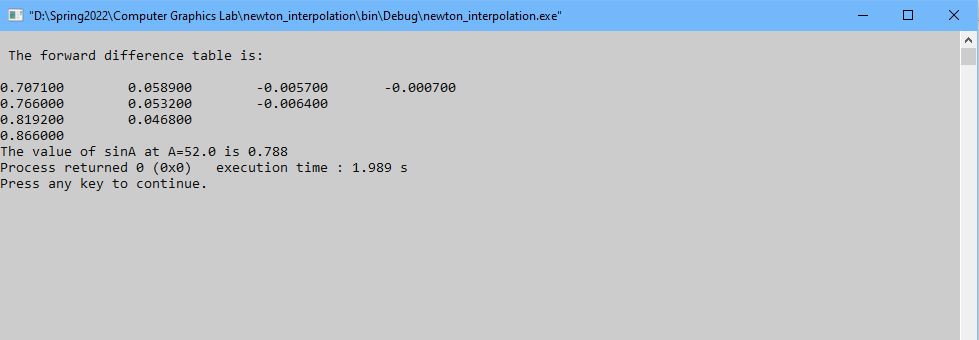 "D:\Spring2022\Computer Graphics Lab\newton_interpolation\bin\Debug\newton_interpolation.exe"
The forward difference table is:
0.707100 0.058900 -0.005700 -0.000700
0.766000 0.053200 -0.006400
0.819200 0.046800
0.866000
The value of sinA at A=52.0 is 0.788
Process returned 0 (0x0) execution time : 1.989 s
Press any key to continue.